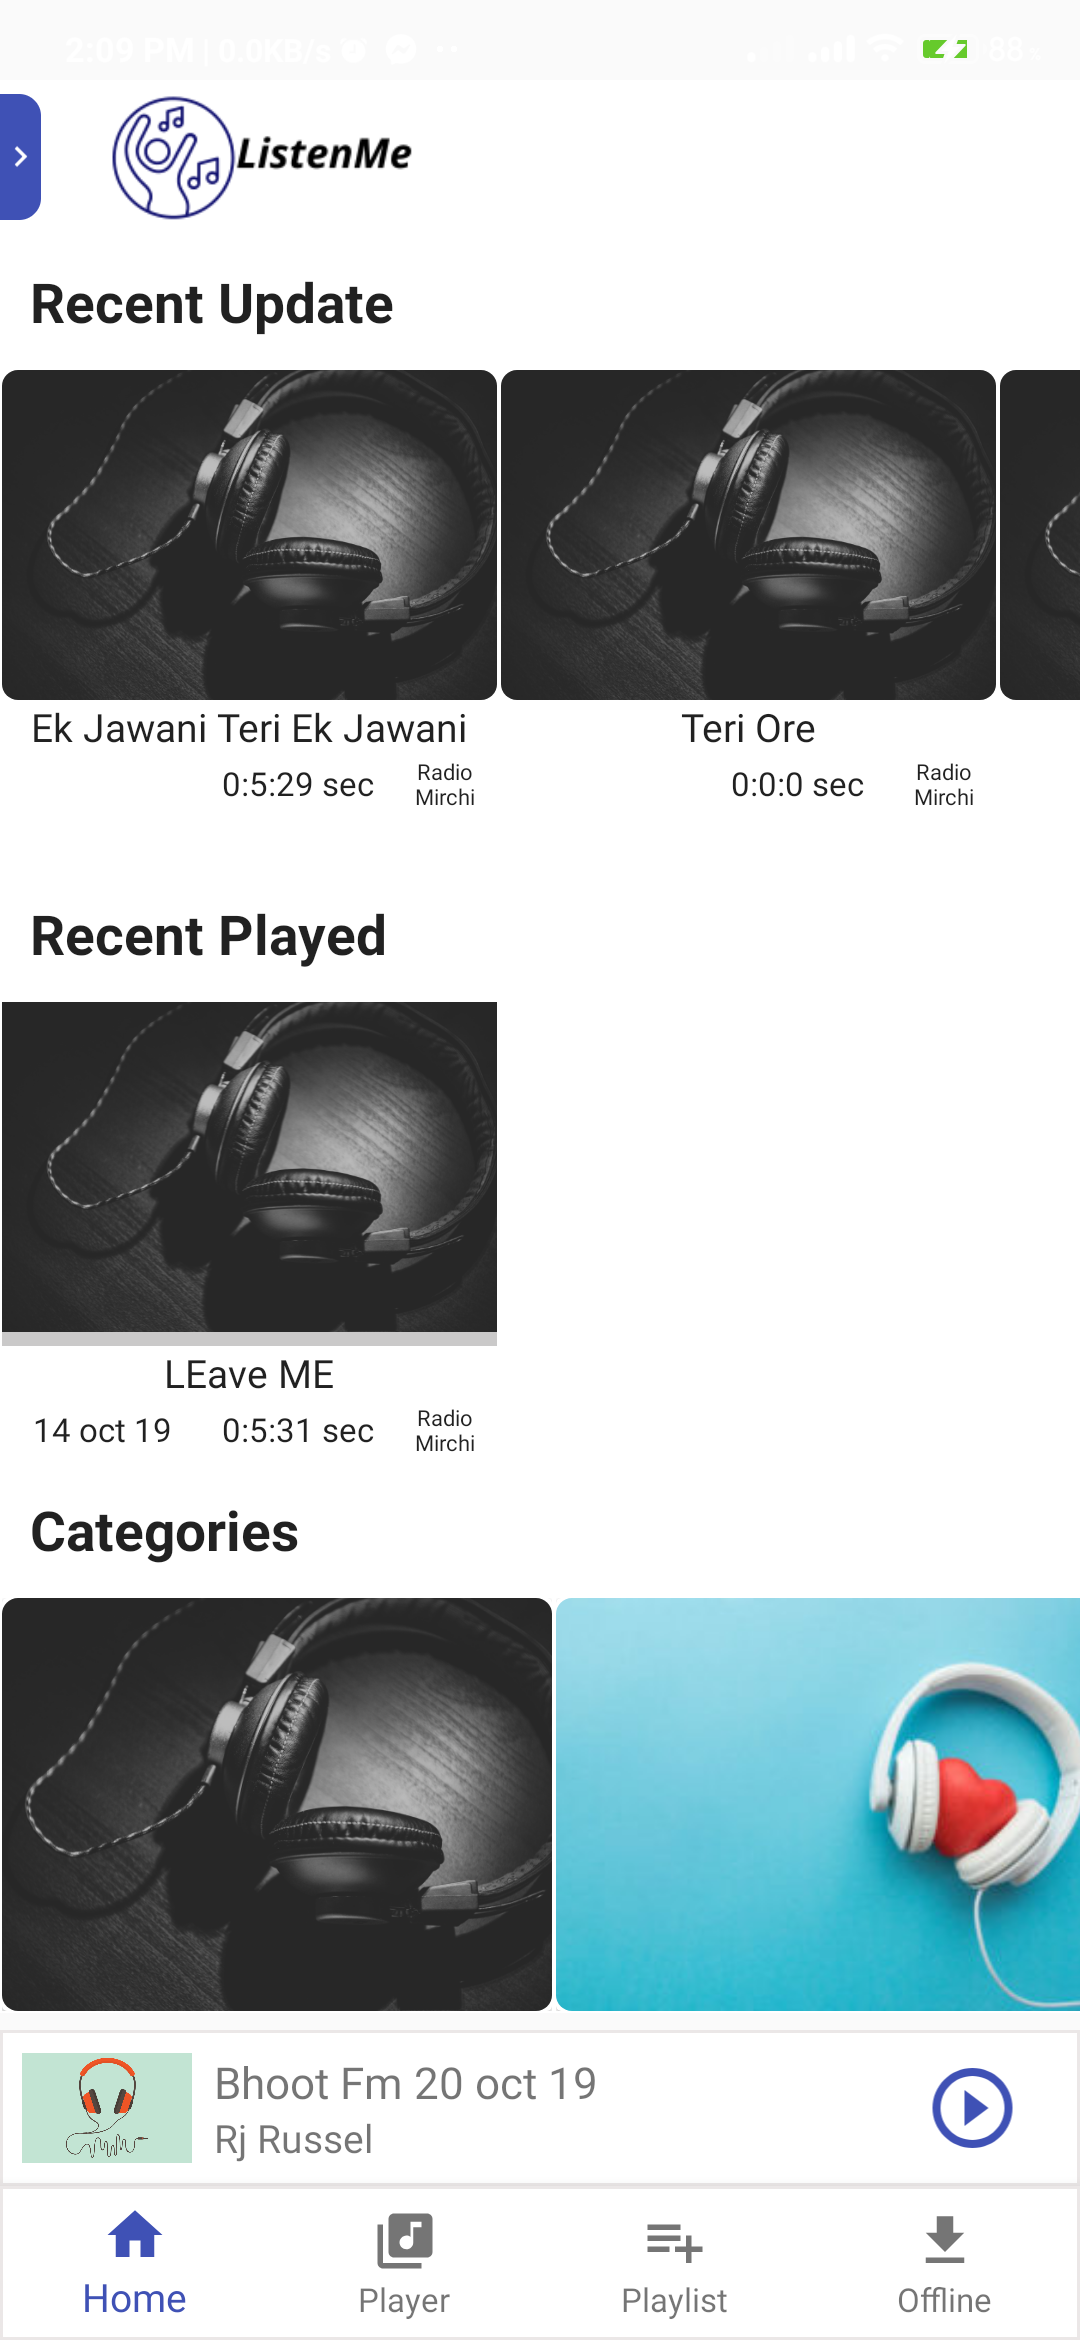 2:09 PM | 0.0KB/s
88
ListenMe
Recent Update
Ek Jawani Teri Ek Jawani
0:5:29 sec
Radio
Mirchi
Teri Ore
0:0:0 sec
Radio
Mirchi
Recent Played
LEave ME
14 oct 19
0:5:31 sec
Radio
Mirchi
Categories
Bhoot Fm 20 oct 19
Rj Russel
Home
Player
Playlist
Offline